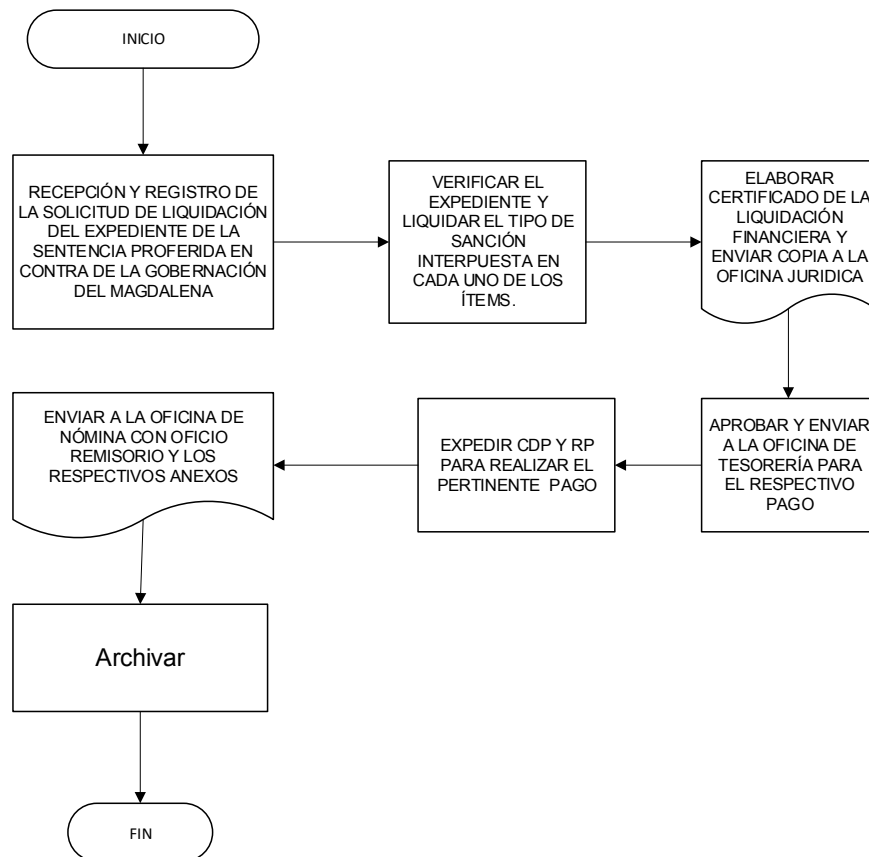 INICIO
RECEPCIÓN Y REGISTRO DE
LA SOLICITUD DE LIQUIDACIÓN
DEL EXPEDIENTE DE LA
SENTENCIA PROFERIDA EN
CONTRA DE LA GOBERNACIÓN
DEL MAGDALENA
VERIFICAR EL
EXPEDIENTE Y
LIQUIDAR EL TIPO DE
SANCIÓN
INTERPUESTA EN
CADA UNO DE LOS
ÍTEMS.
ELABORAR
CERTIFICADO DE LA
LIQUIDACIÓN
FINANCIERA Y
ENVIAR COPIA A LA
OFICINA JURIDICA
APROBAR Y ENVIAR
A LA OFICINA DE
TESORERÍA PARA
EL RESPECTIVO
PAGO
EXPEDIR CDP Y RP
PARA REALIZAR EL
PERTINENTE PAGO
ENVIAR A LA OFICINA DE
NÓMINA CON OFICIO
REMISORIO Y LOS
RESPECTIVOS ANEXOS
Archivar
FIN